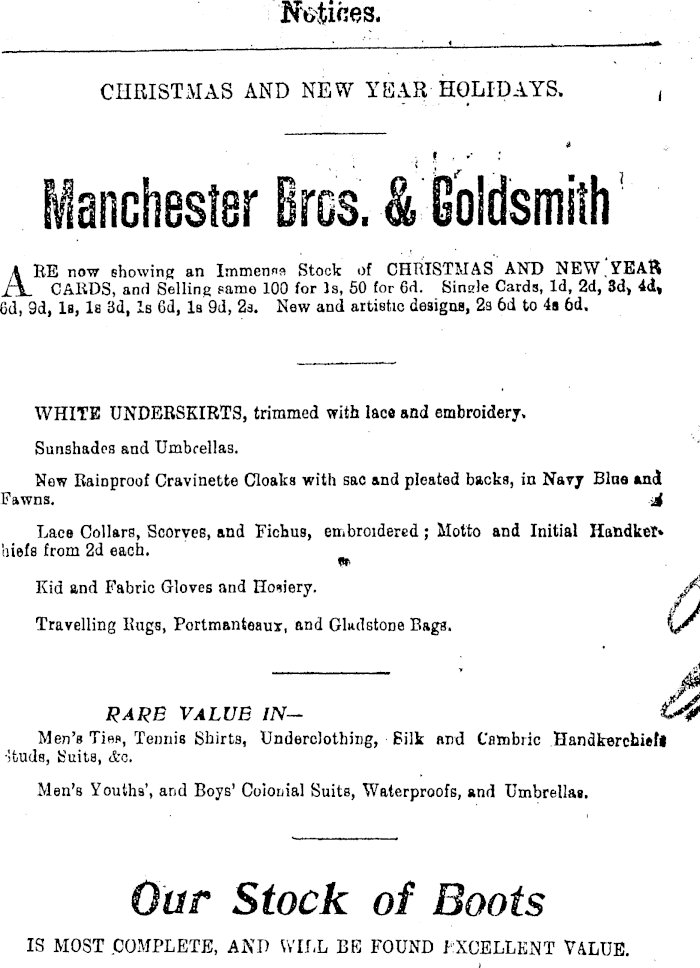 Notices.
CHRISTMAS AND NEW YEAR HOLIDAYS.
Manchester Bros. & Goldsmith
ARE now showing an Immense Stock of CHRISTMAS AND NEW YEAR
CARDS, and Selling same 100 for 1s, 50 for 6d. Single Cards, 1d, 2d, 3d, 4d,
6d, 9d, 1s, 1s 3d, 1s 6d, 1s 9d, 2s. New and artistic designs, 2s 6d to 4s 6d.
WHITE UNDERSKIRTS, trimmed with lace and embroidery.
Sunshades and Umbrellas.
New Rainproof Cravinette Cloaks with sac and pleated backs, in Navy Blue and
Fawns.
Lace Collars, Scorves, and Fichus, embroidered; Motto and Initial Handker-
hiefs from 2d each.
Kid and Fabric Gloves and Hosiery.
Travelling Rugs, Portmanteaux, and Gladstone Bags.
RARE VALUE IN—
Men's Ties, Tennis Shirts, Underclothing, Silk and Cambric Handkerchiefs
Studs, Suits, &c.
Men's Youths', and Boys' Colonial Suits, Waterproofs, and Umbrellas.
Our Stock of Boots
IS MOST COMPLETE, AND WILL BE FOUND EXCELLENT VALUE.